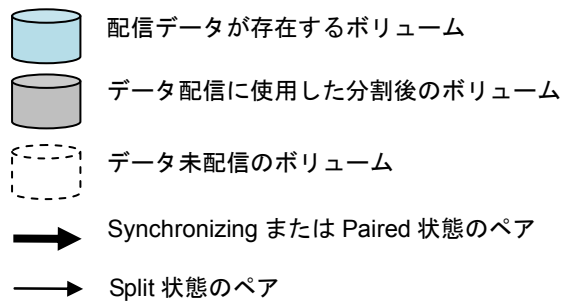 配信データが存在するボリューム
データ配信に使用した分割後のボリューム
データ未配信のボリューム
Synchronizing または Paired 状態のペア
Split 状態のペア